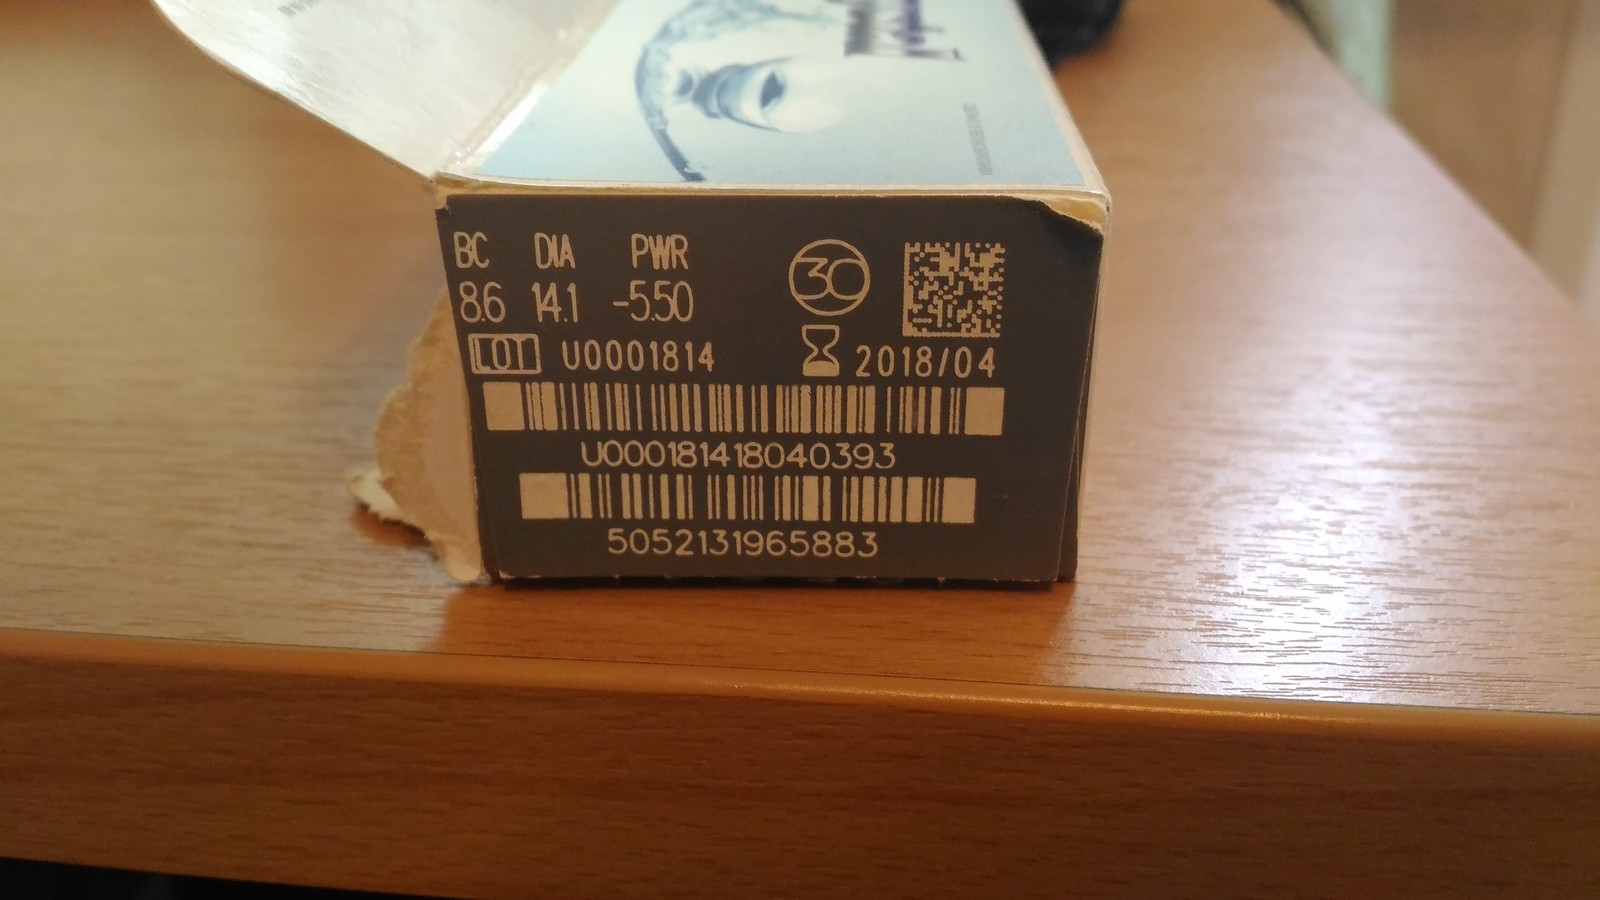 BC DIA PWR
8.6 14.1 -5.50
30
LOT U0001814
2018/04
U000181418040393
5052131965883